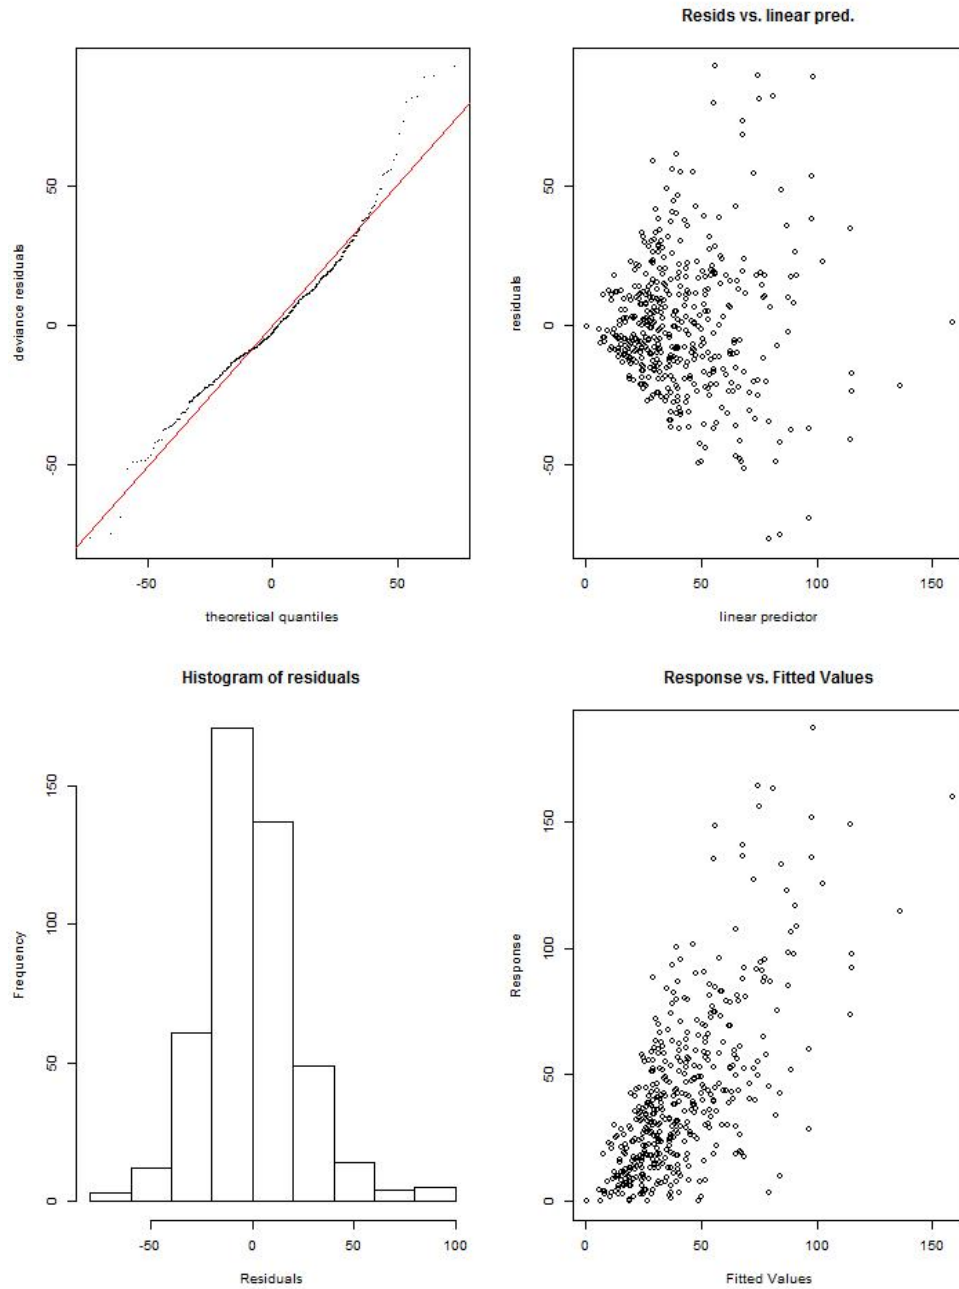 Resids vs. linear pred.
deviance residuals
50
0
-50
-50
0
50
theoretical quantiles
residuals
50
0
-50
0
50
100
150
linear predictor
Histogram of residuals
Frequency
150
100
50
0
-50
0
50
100
Residuals
Response vs. Fitted Values
Response
150
100
50
0
0
50
100
150
Fitted Values